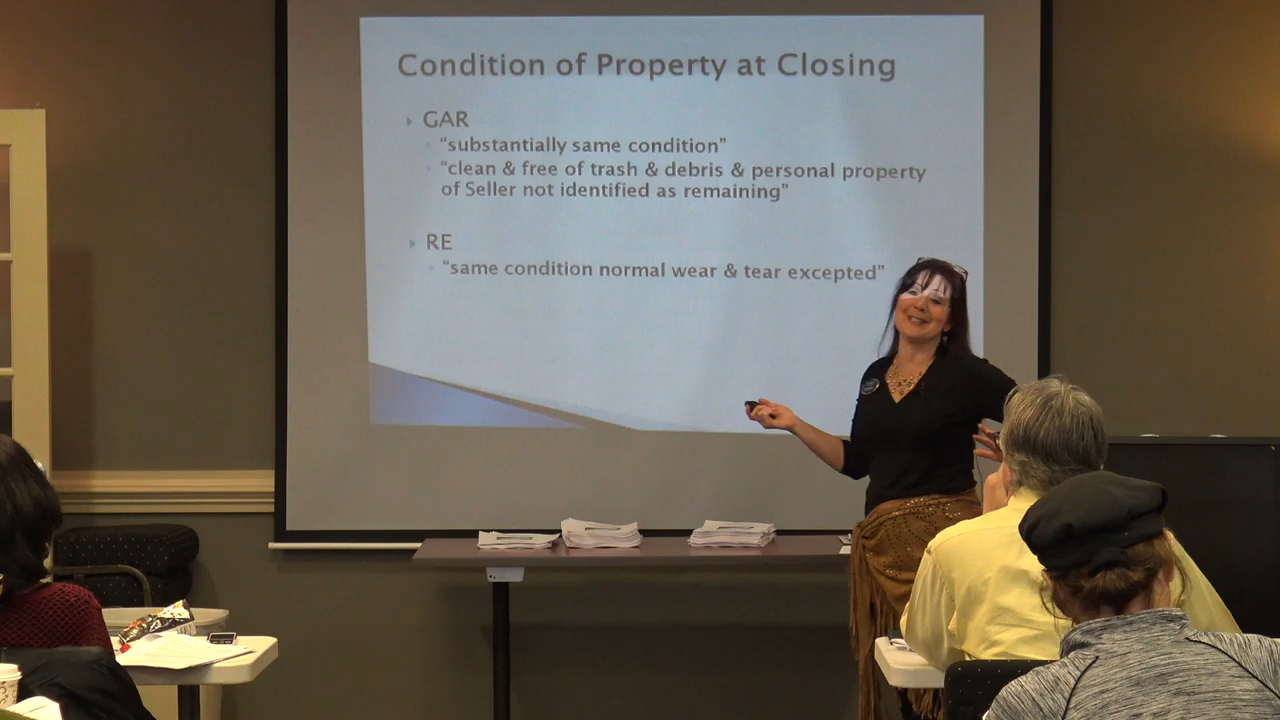 Condition of Property at Closing
GAR
"substantially same condition"
"clean & free of trash & debris & personal property
of Seller not identified as remaining"
RE
"same condition normal wear & tear excepted"